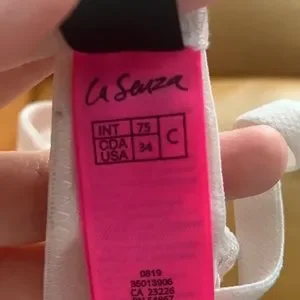 La Senza
INT 75 C
CDA USA 34
0819
35013906
CA 23226